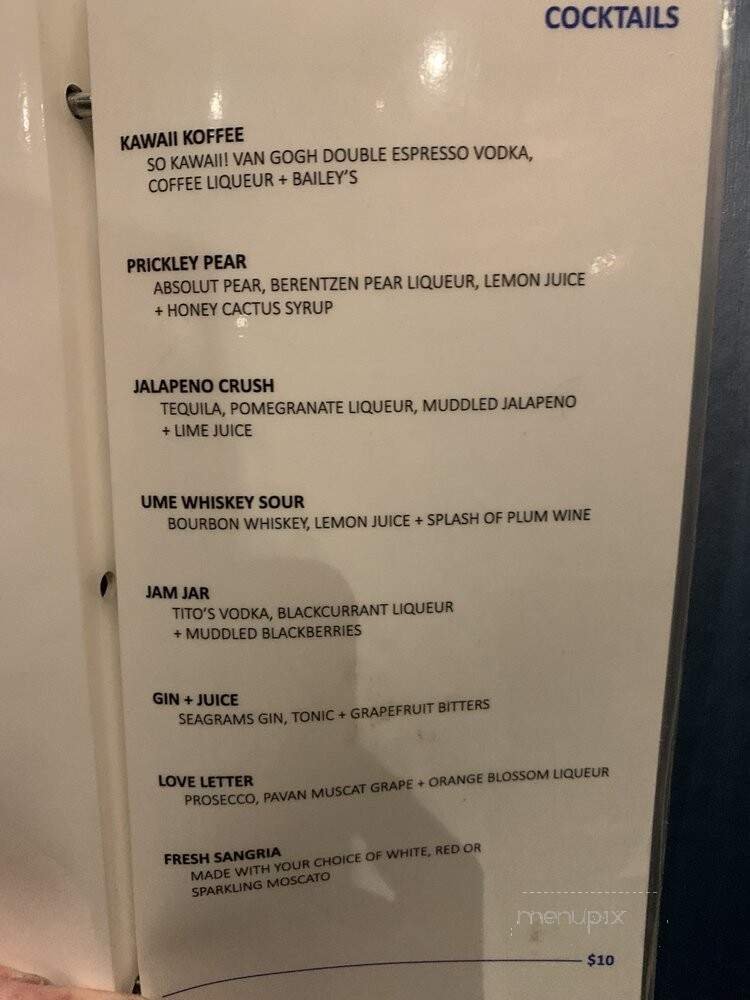 COCKTAILS
KAWAII KOFFEE
SO KAWAII! VAN GOGH DOUBLE ESPRESSO VODKA,
COFFEE LIQUEUR + BAILEY'S
PRICKLEY PEAR
ABSOLUT PEAR, BERENTZEN PEAR LIQUEUR, LEMON JUICE
+ HONEY CACTUS SYRUP
JALAPENO CRUSH
TEQUILA, POMEGRANATE LIQUEUR, MUDDLED JALAPENO
+ LIME JUICE
UME WHISKEY SOUR
BOURBON WHISKEY, LEMON JUICE + SPLASH OF PLUM WINE
JAM JAR
TITO'S VODKA, BLACKCURRANT LIQUEUR
+ MUDDLED BLACKBERRIES
GIN + JUICE
SEAGRAMS GIN, TONIC + GRAPEFRUIT BITTERS
LOVE LETTER
PROSECCO, PAVAN MUSCAT GRAPE + ORANGE BLOSSOM LIQUEUR
FRESH SANGRIA
MADE WITH YOUR CHOICE OF WHITE, RED OR
SPARKLING MOSCATO
menupix
$10